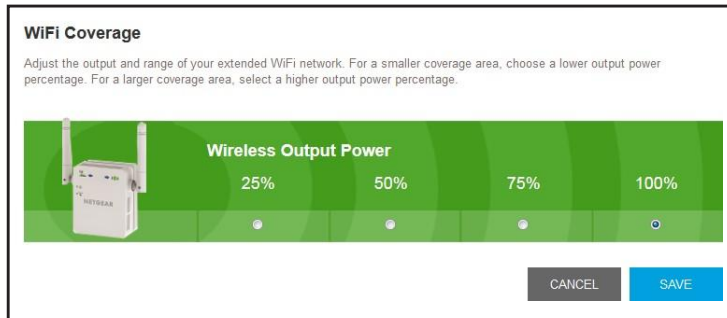 WiFi Coverage
Adjust the output and range of your extended WiFi network. For a smaller coverage area, choose a lower output power
percentage. For a larger coverage area, select a higher output power percentage.
Wireless Output Power
25% 50% 75% 100%
NETGEAR
CANCEL SAVE